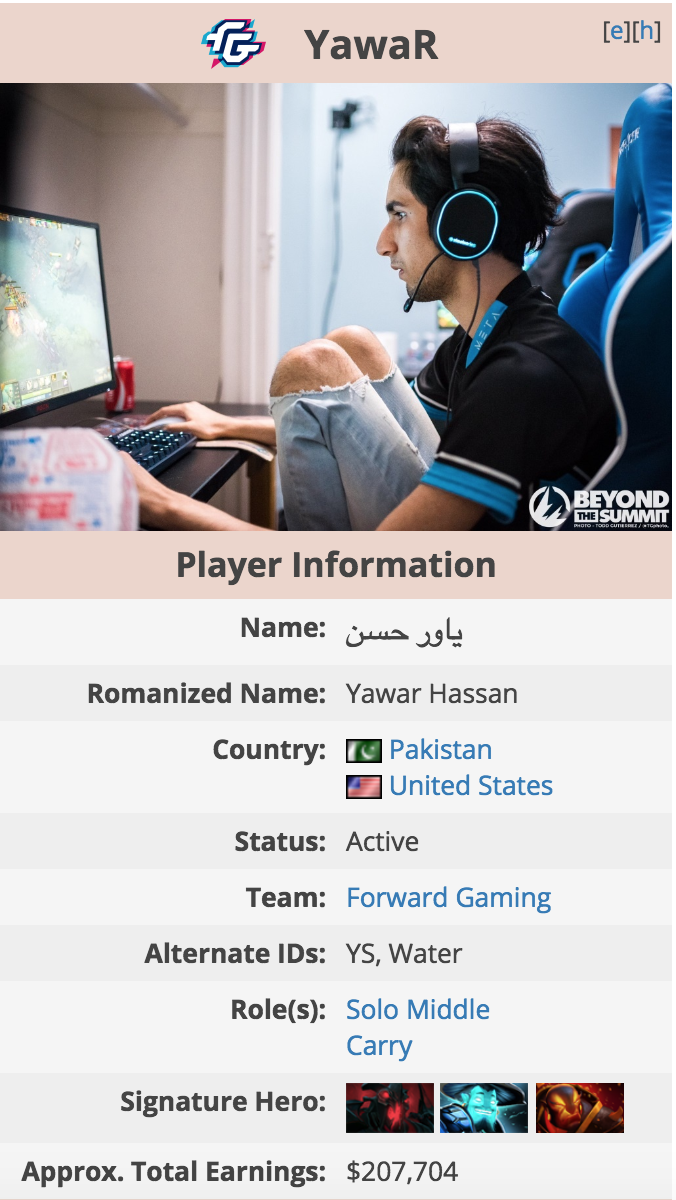 YawaR
[e][h]
META
BEYOND
THE SUMMIT
PHOTO - TODD GUTIERREZ / @TGphoto_
Player Information
Name: ياور حسن
Romanized Name: Yawar Hassan
Country: Pakistan
United States
Status: Active
Team: Forward Gaming
Alternate IDs: YS, Water
Role(s): Solo Middle
Carry
Signature Hero:
Approx. Total Earnings: $207,704